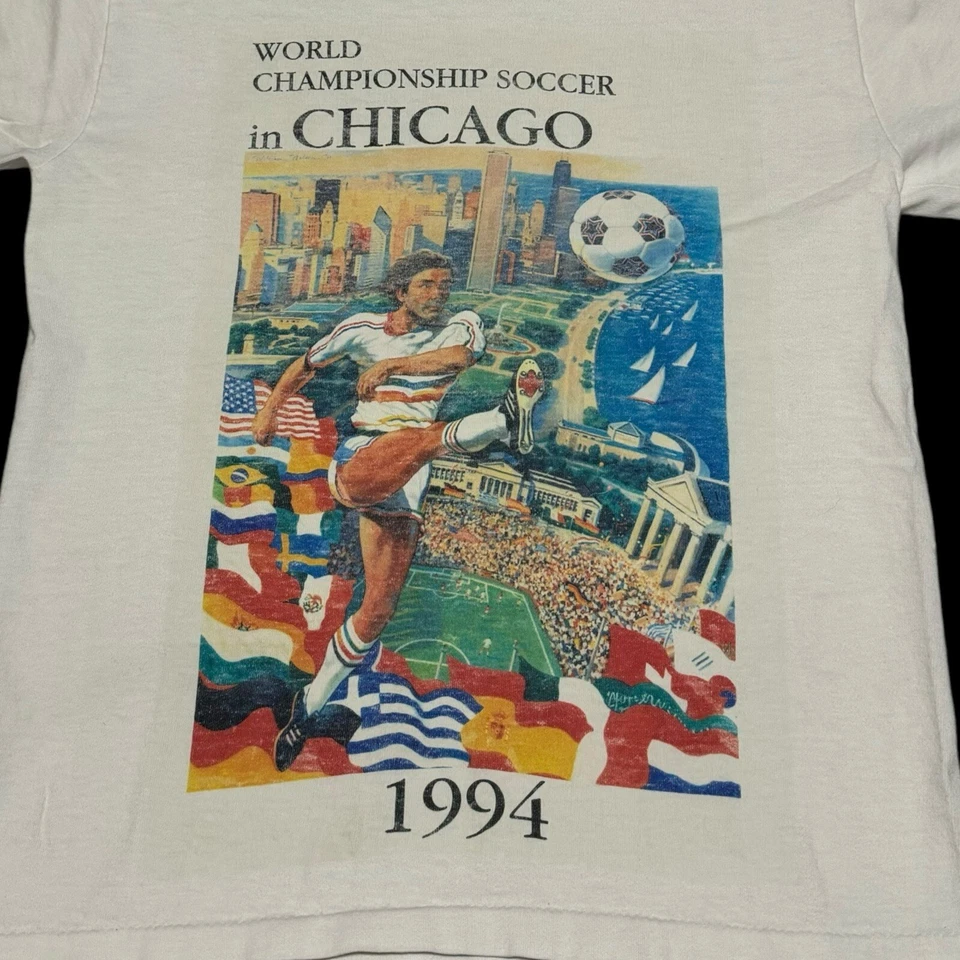 WORLD
CHAMPIONSHIP SOCCER
in CHICAGO
1994